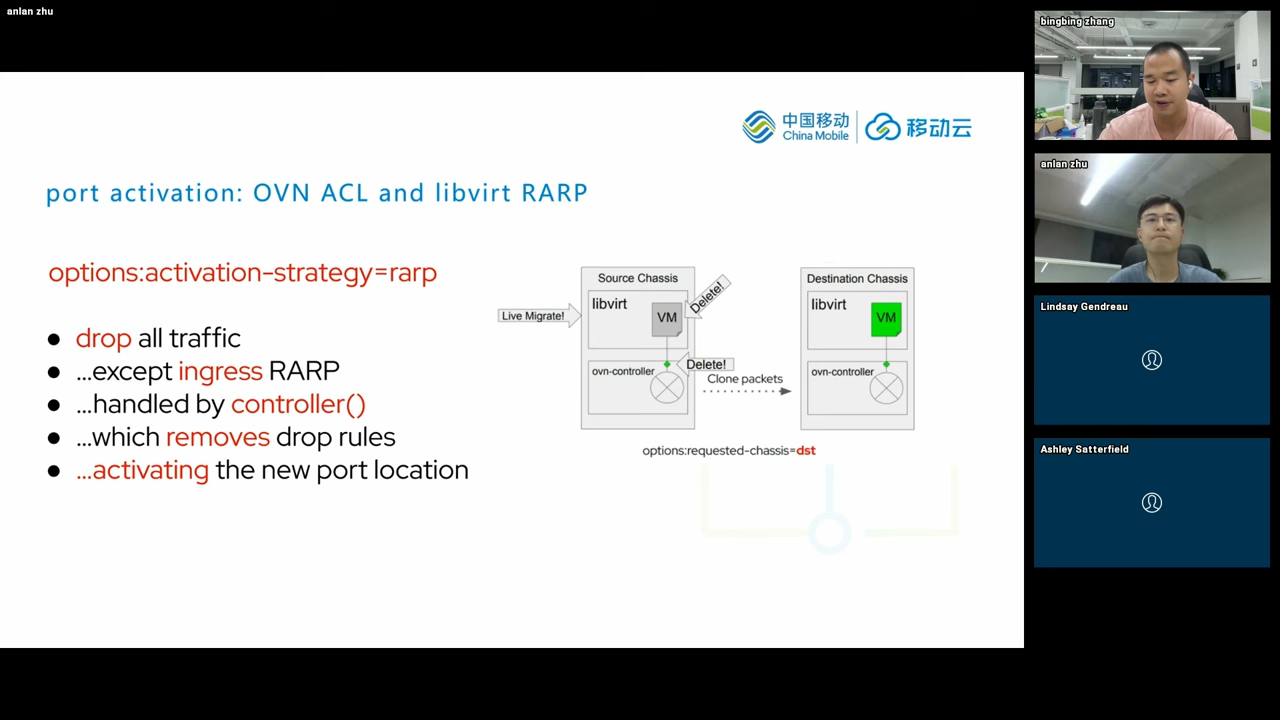 anlan zhu
中国移动
China Mobile
移动云
port activation: OVN ACL and libvirt RARP
options:activation-strategy=rarp
● drop all traffic
● ...except ingress RARP
● ...handled by controller()
● ...which removes drop rules
● ...activating the new port location
Source Chassis
libvirt
VM
Delete!
Live Migrate!
ovn-controller
Delete!
Clone packets
Destination Chassis
libvirt
VM
ovn-controller
options:requested-chassis=dst
bingbing zhang
anlan zhu
Lindsay Gendreau
Ashley Satterfield